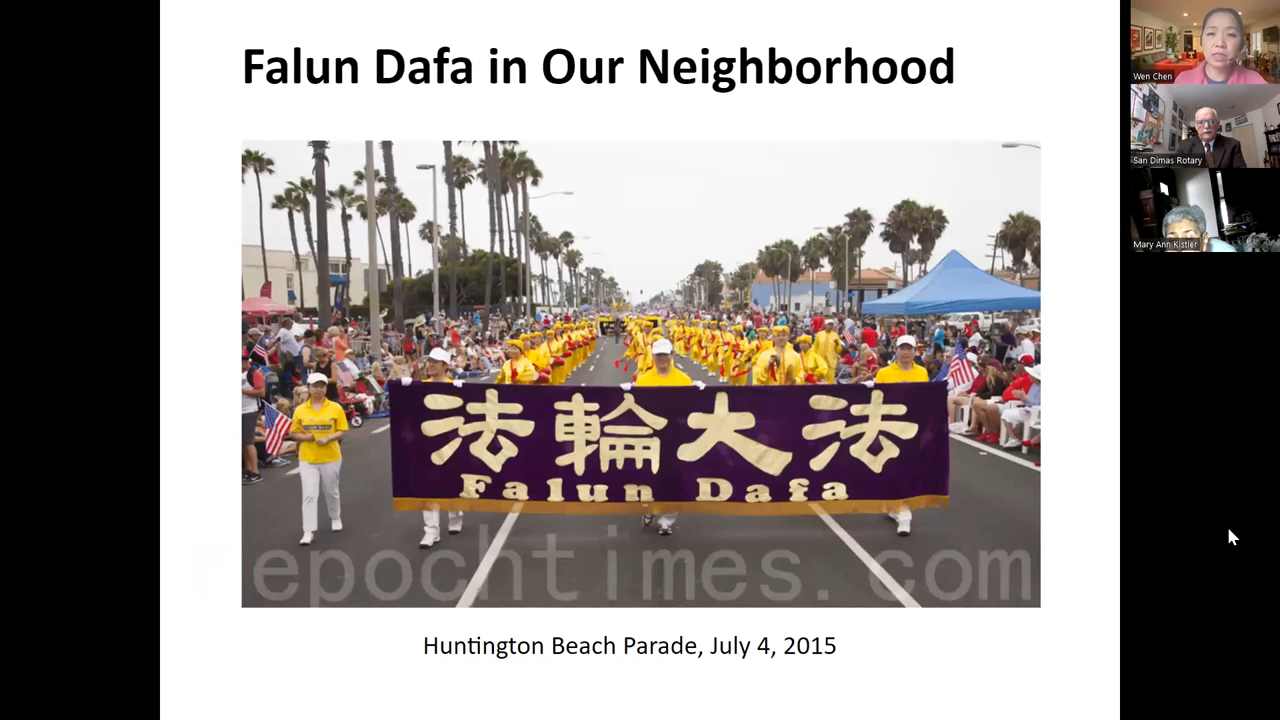 Falun Dafa in Our Neighborhood
法輪大法
Falun Dafa
epochtimes.com
Huntington Beach Parade, July 4, 2015
Wen Chen
San Dimas Rotary
Mary Ann Kistler